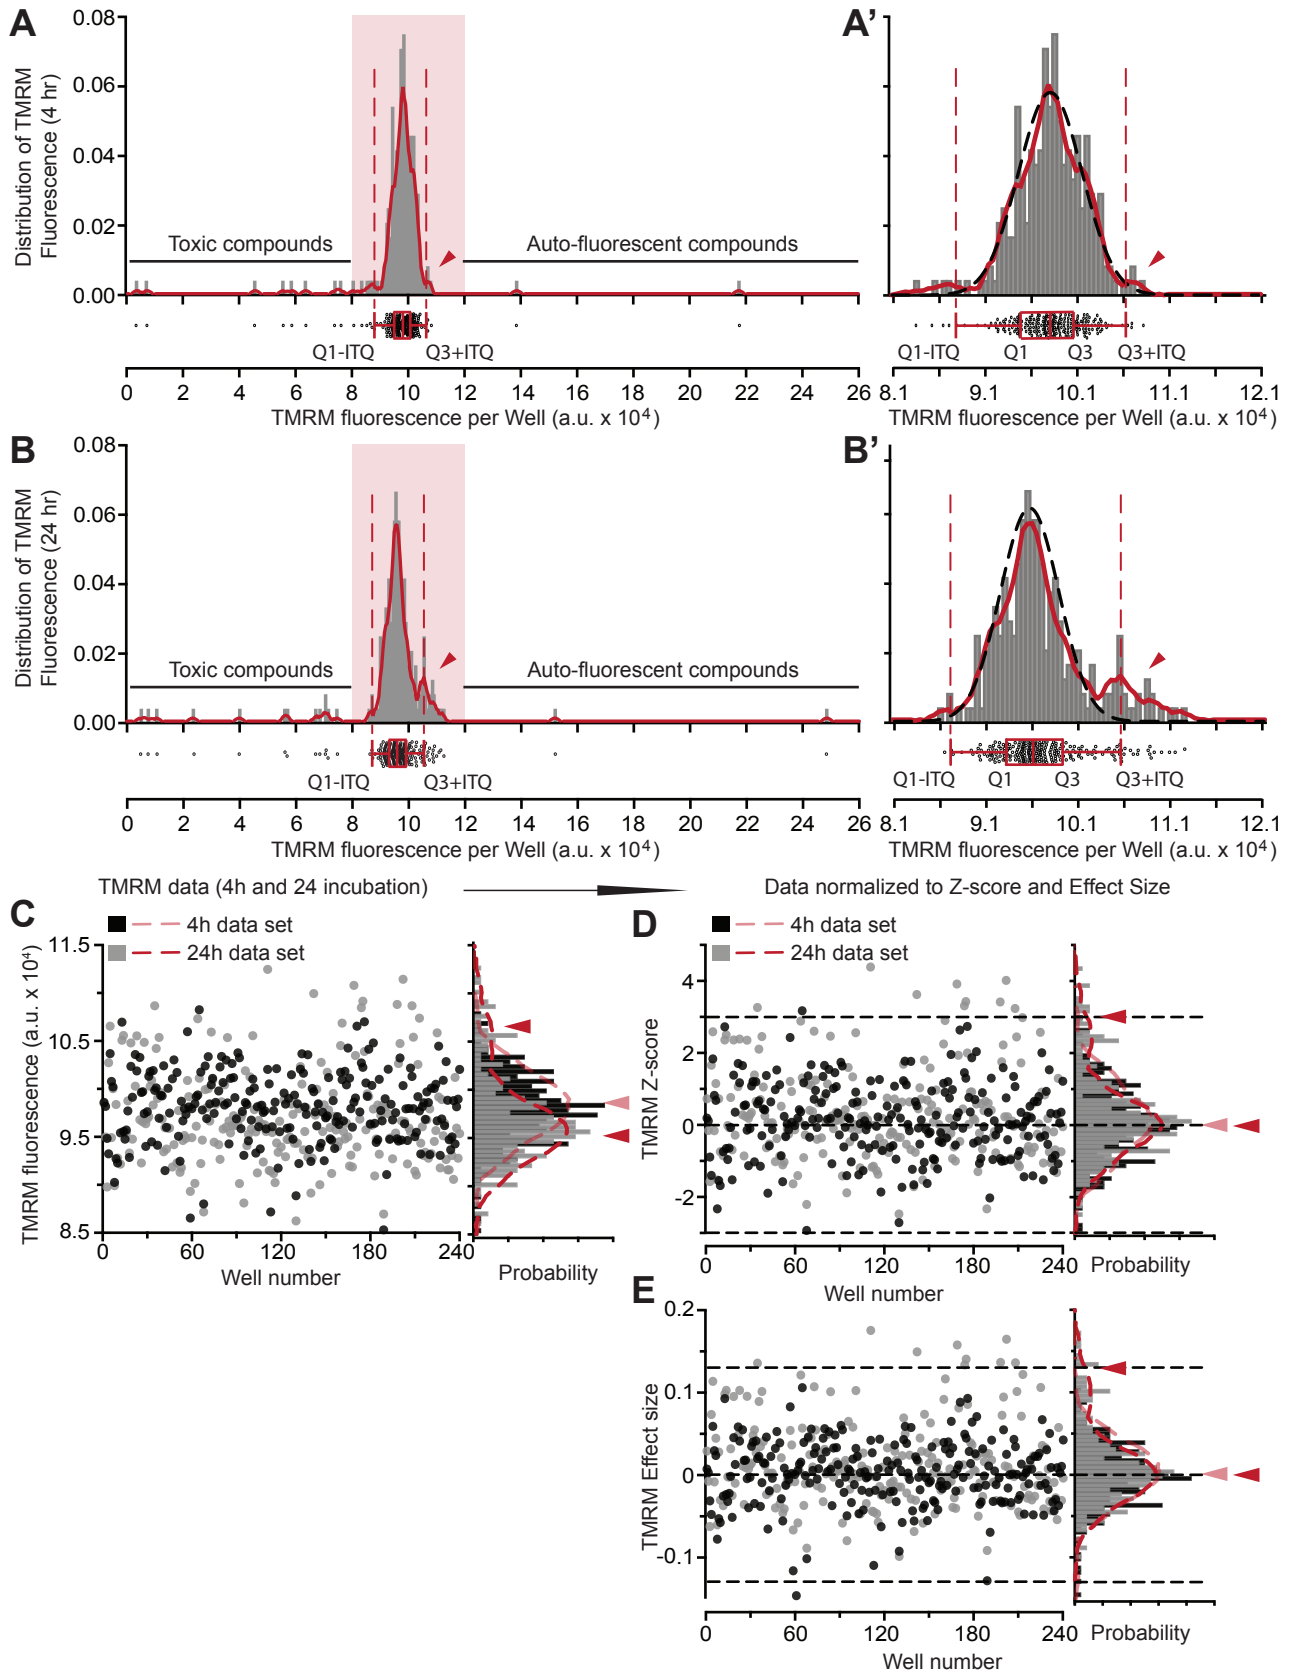 A
Distribution of TMRM
Fluorescence (4 hr)
0.08
0.06
0.04
0.02
0.00
Toxic compounds
Auto-fluorescent compounds
Q1-ITQ
Q3+ITQ
0 2 4 6 8 10 12 14 16 18 20 22 24 26
TMRM fluorescence per Well (a.u. x 10⁴)
A’
Q1-ITQ Q1 Q3 Q3+ITQ
8.1 9.1 10.1 11.1 12.1
TMRM fluorescence per Well (a.u. x 10⁴)
B
Distribution of TMRM
Fluorescence (24 hr)
0.08
0.06
0.04
0.02
0.00
Toxic compounds
Auto-fluorescent compounds
Q1-ITQ
Q3+ITQ
0 2 4 6 8 10 12 14 16 18 20 22 24 26
TMRM fluorescence per Well (a.u. x 10⁴)
B’
Q1-ITQ Q1 Q3 Q3+ITQ
8.1 9.1 10.1 11.1 12.1
TMRM fluorescence per Well (a.u. x 10⁴)
TMRM data (4h and 24 incubation)
Data normalized to Z-score and Effect Size
C
4h data set
24h data set
TMRM fluorescence (a.u. x 10⁴)
11.5
10.5
9.5
8.5
0 60 120 180 240
Well number
Probability
D
4h data set
24h data set
TMRM Z-score
4
2
0
-2
0 60 120 180 240
Well number
Probability
E
TMRM Effect size
0.2
0.1
0
-0.1
0 60 120 180 240
Well number
Probability